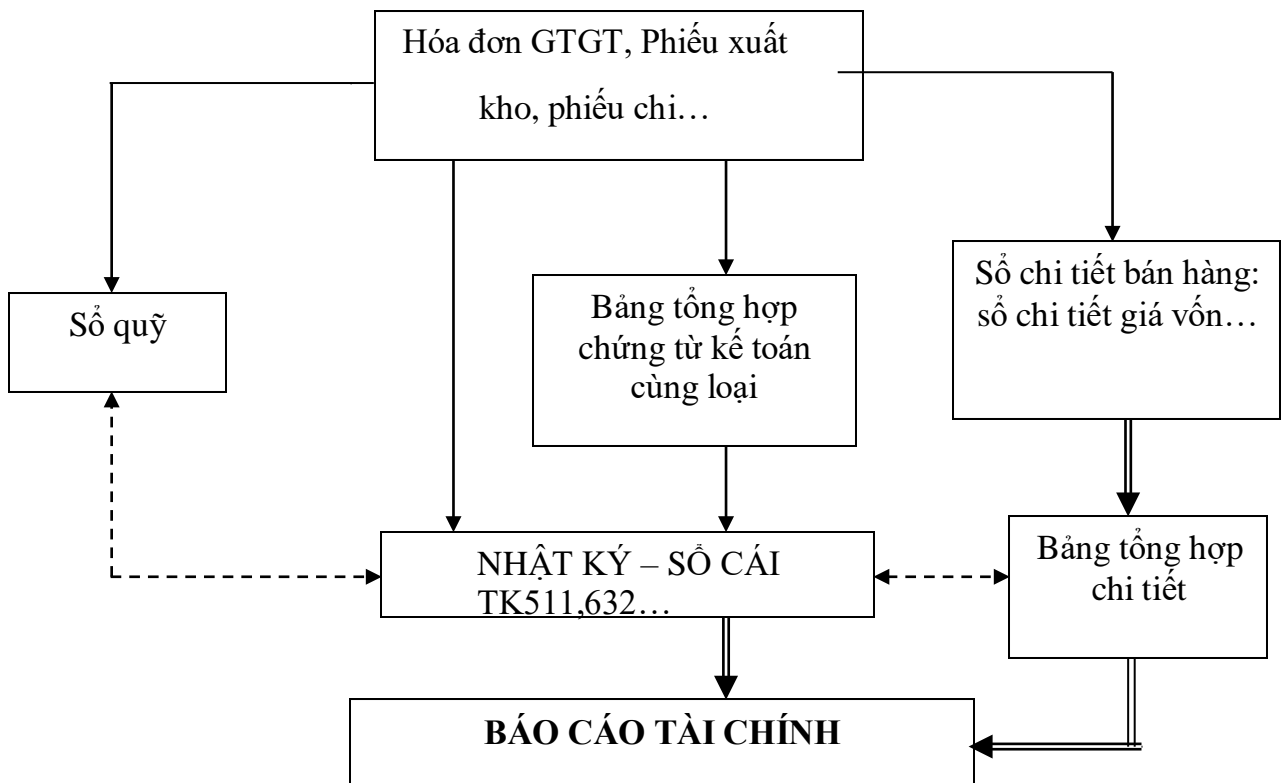 Hóa đơn GTGT, Phiếu xuất
kho, phiếu chi…
Sổ quỹ
Bảng tổng hợp
chứng từ kế toán
cùng loại
Sổ chi tiết bán hàng:
sổ chi tiết giá vốn…
NHẬT KÝ – SỔ CÁI
TK511,632…
Bảng tổng hợp
chi tiết
BÁO CÁO TÀI CHÍNH